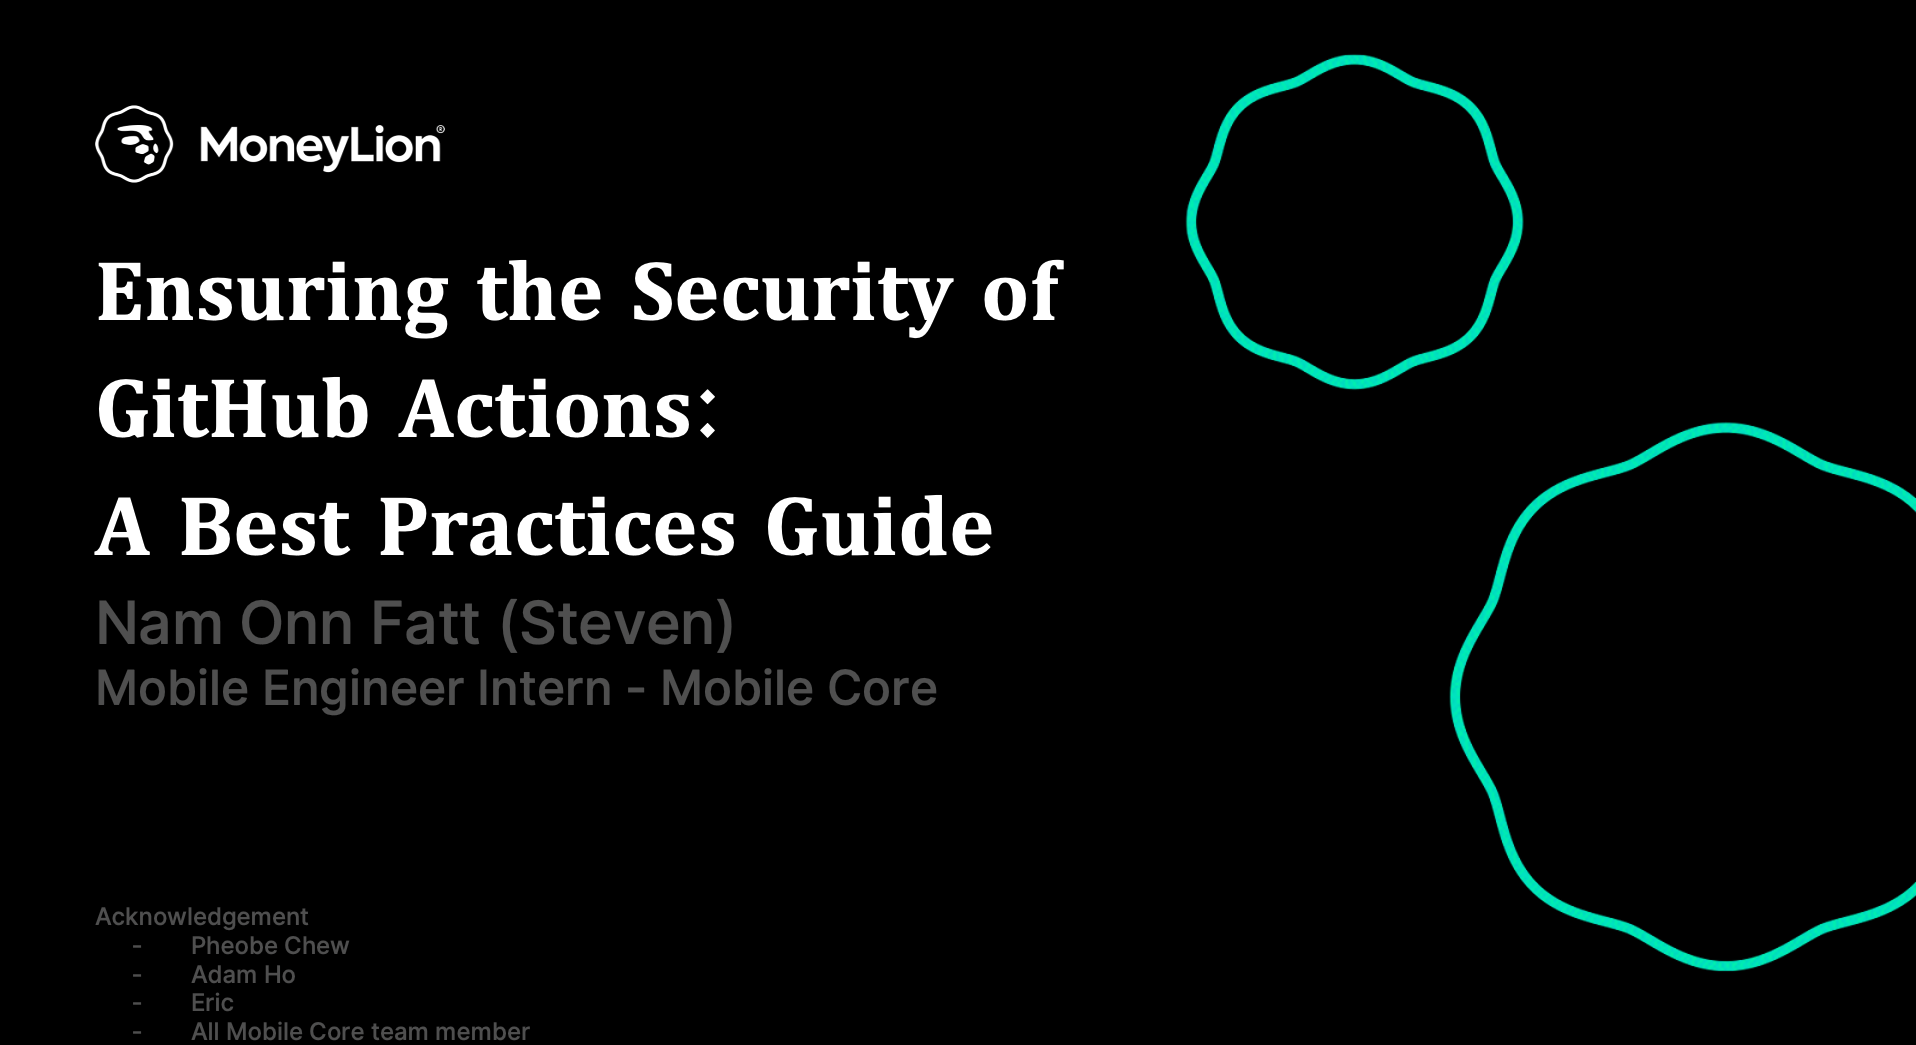 MoneyLion®
Ensuring the Security of
GitHub Actions:
A Best Practices Guide
Nam Onn Fatt (Steven)
Mobile Engineer Intern - Mobile Core
Acknowledgement
- Pheobe Chew
- Adam Ho
- Eric
- All Mobile Core team member